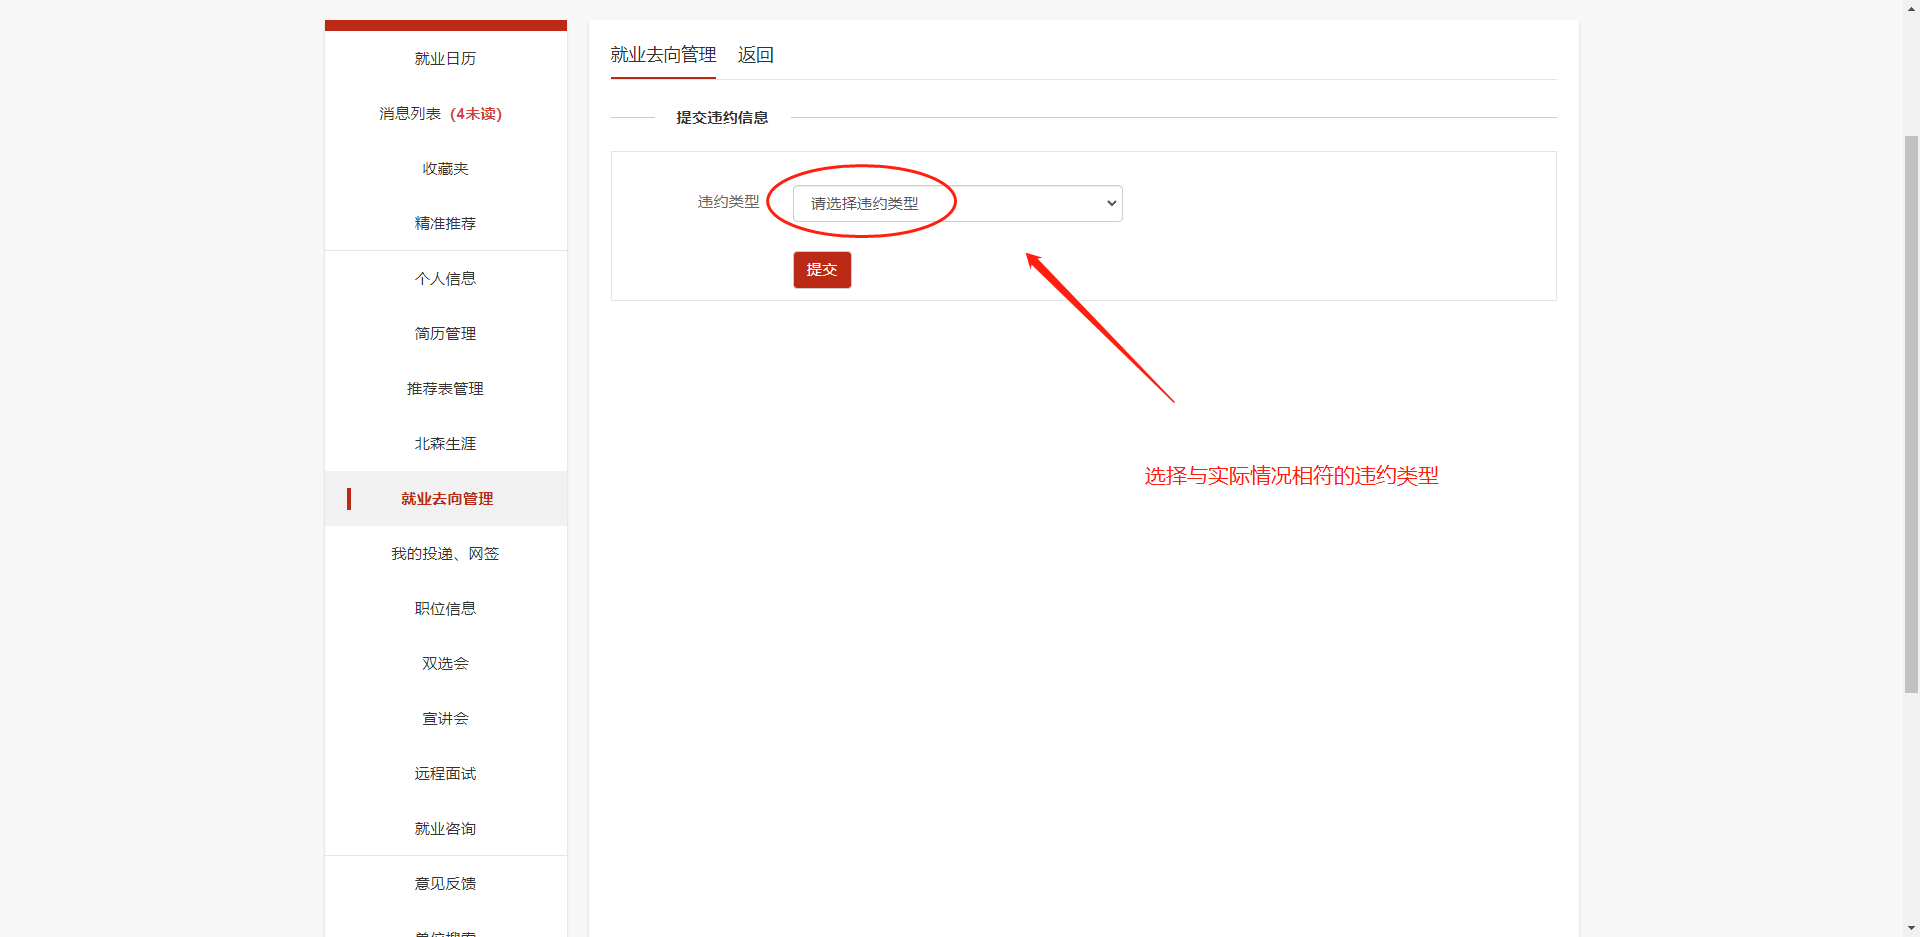 就业日历
消息列表 (4未读)
收藏夹
精准推荐
个人信息
简历管理
推荐表管理
北森生涯
就业去向管理
我的投递、网签
职位信息
双选会
宣讲会
远程面试
就业咨询
意见反馈
单位搜索
就业去向管理 返回
提交违约信息
违约类型 请选择违约类型
提交
选择与实际情况相符的违约类型